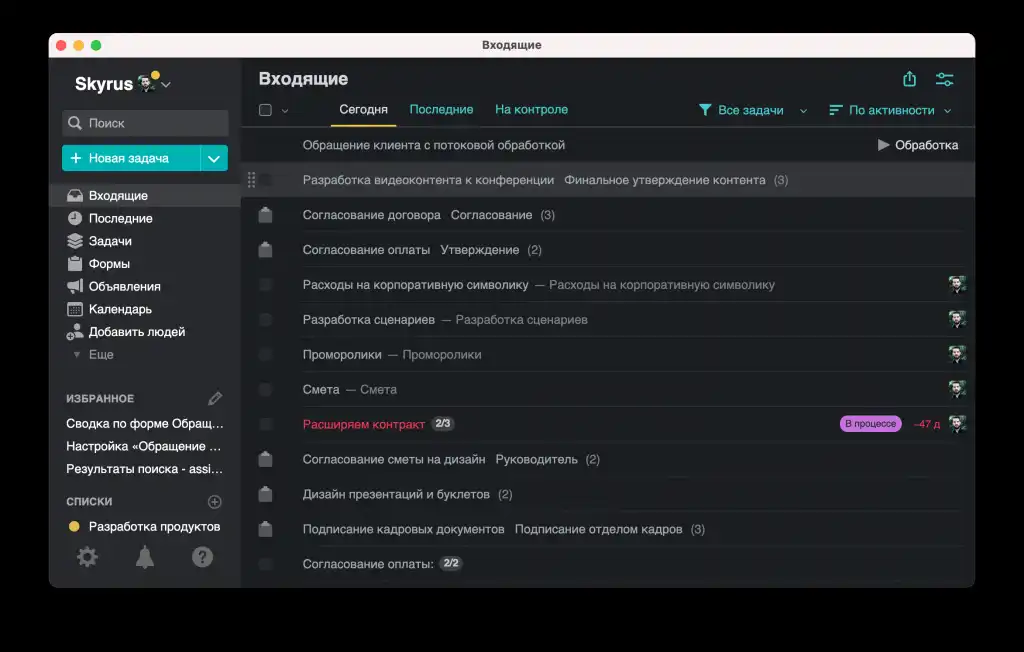 Входящие
Skyrus
Поиск
+ Новая задача
Входящие
Последние
Задачи
Формы
Объявления
Календарь
Добавить людей
Еще
ИЗБРАННОЕ
Сводка по форме Обращ...
Настройка «Обращение ...
Результаты поиска - assi...
СПИСКИ
Разработка продуктов
?
Входящие
Сегодня Последние На контроле Все задачи По активности
Обращение клиента с потоковой обработкой Обработка
Разработка видеоконтента к конференции Финальное утверждение контента (3)
Согласование договора Согласование (3)
Согласование оплаты Утверждение (2)
Расходы на корпоративную символику — Расходы на корпоративную символику
Разработка сценариев — Разработка сценариев
Проморолики — Проморолики
Смета — Смета
Расширяем контракт 2/3 В процессе −47 д
Согласование сметы на дизайн Руководитель (2)
Дизайн презентаций и буклетов (2)
Подписание кадровых документов Подписание отделом кадров (3)
Согласование оплаты: 2/2